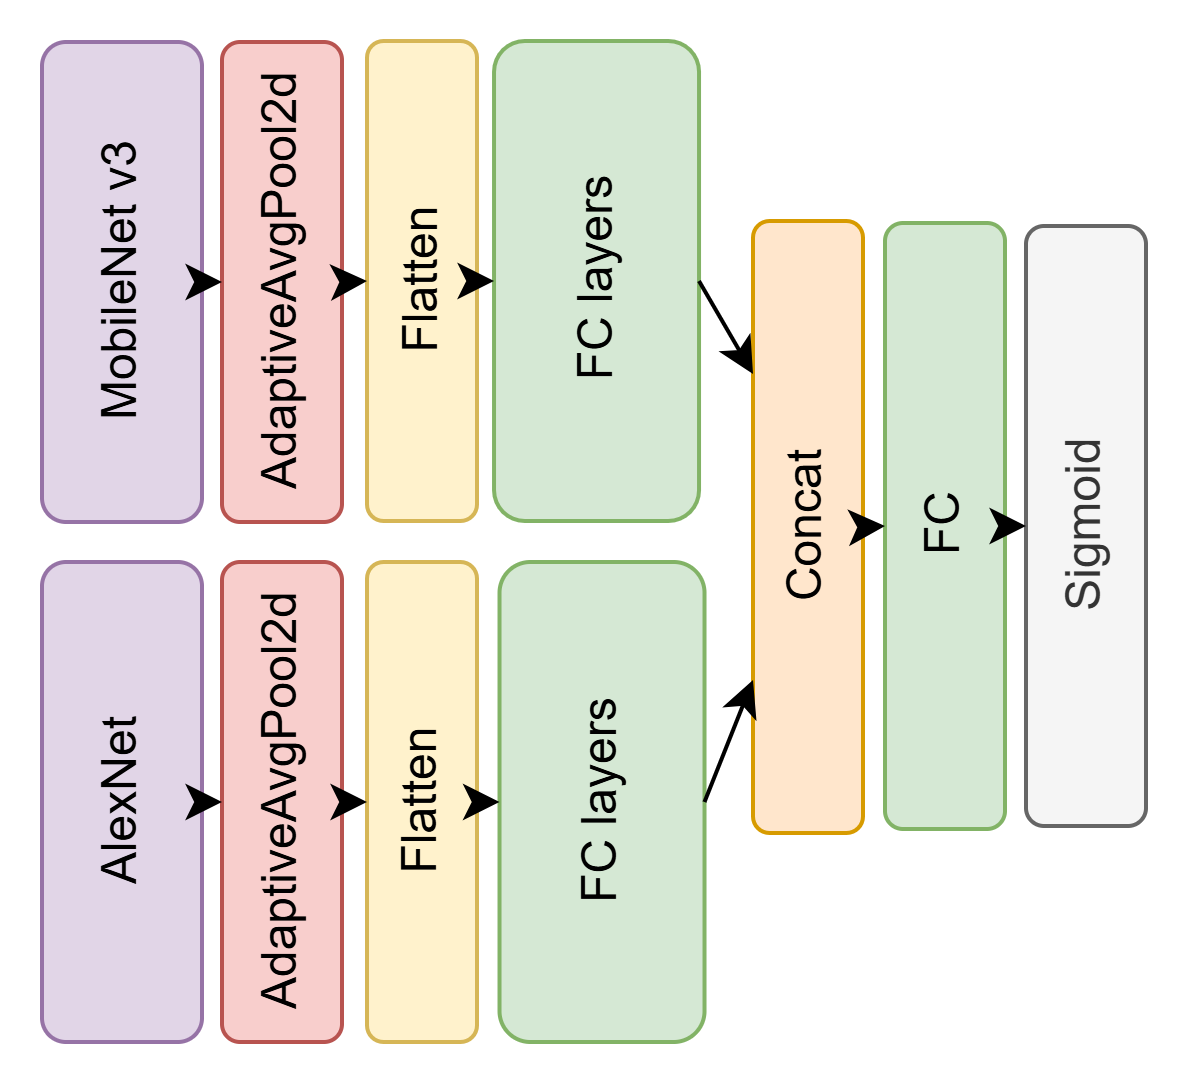 MobileNet v3
AdaptiveAvgPool2d
Flatten
FC layers
AlexNet
AdaptiveAvgPool2d
Flatten
FC layers
Concat
FC
Sigmoid